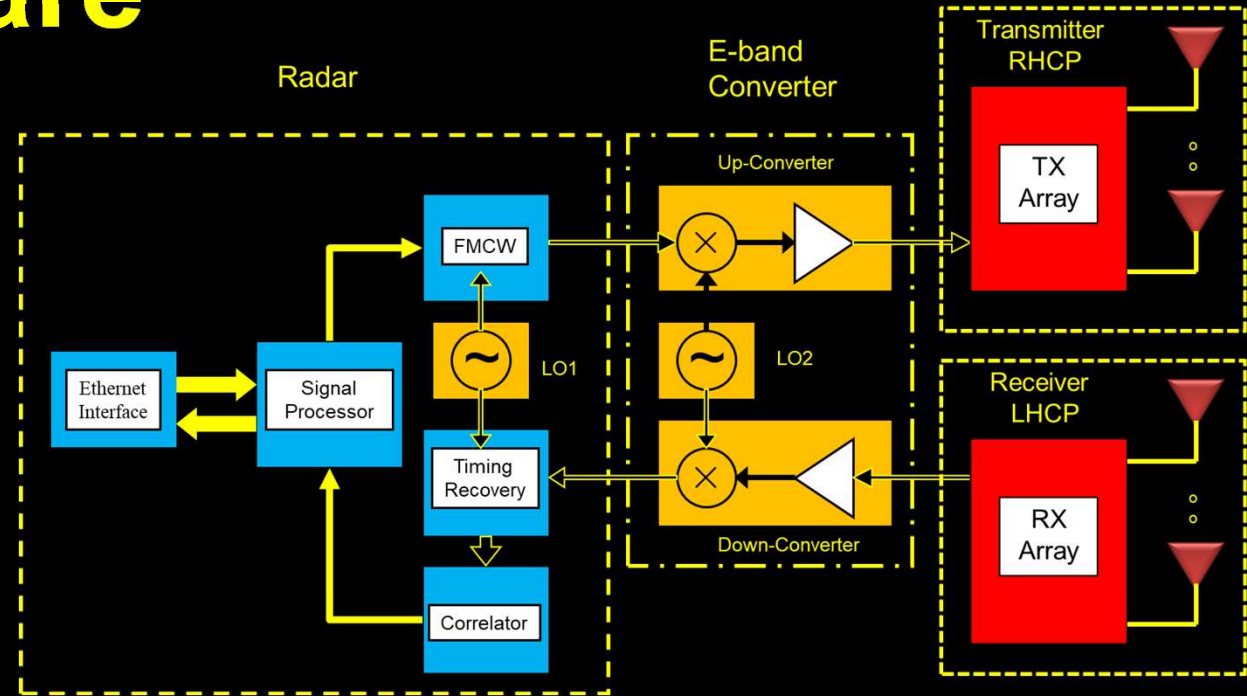 Radar
E-band
Converter
Transmitter
RHCP
Up-Converter
TX
Array
FMCW
LO1
LO2
Ethernet
Interface
Signal
Processor
Timing
Recovery
Receiver
LHCP
RX
Array
Down-Converter
Correlator